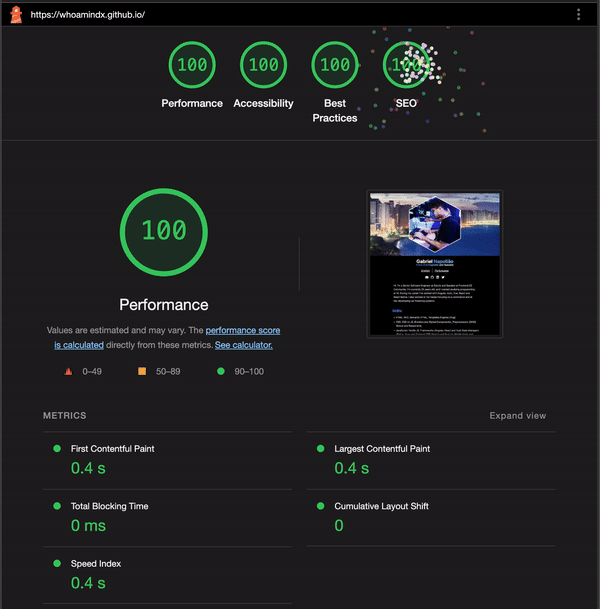 https://whoamindx.github.io/
100 100 100 100
Performance Accessibility Best Practices SEO
100
Performance
Values are estimated and may vary. The performance score
is calculated directly from these metrics. See calculator.
0–49 50–89 90–100
Gabriel Napolião
METRICS Expand view
First Contentful Paint
0.4 s
Largest Contentful Paint
0.4 s
Total Blocking Time
0 ms
Cumulative Layout Shift
0
Speed Index
0.4 s